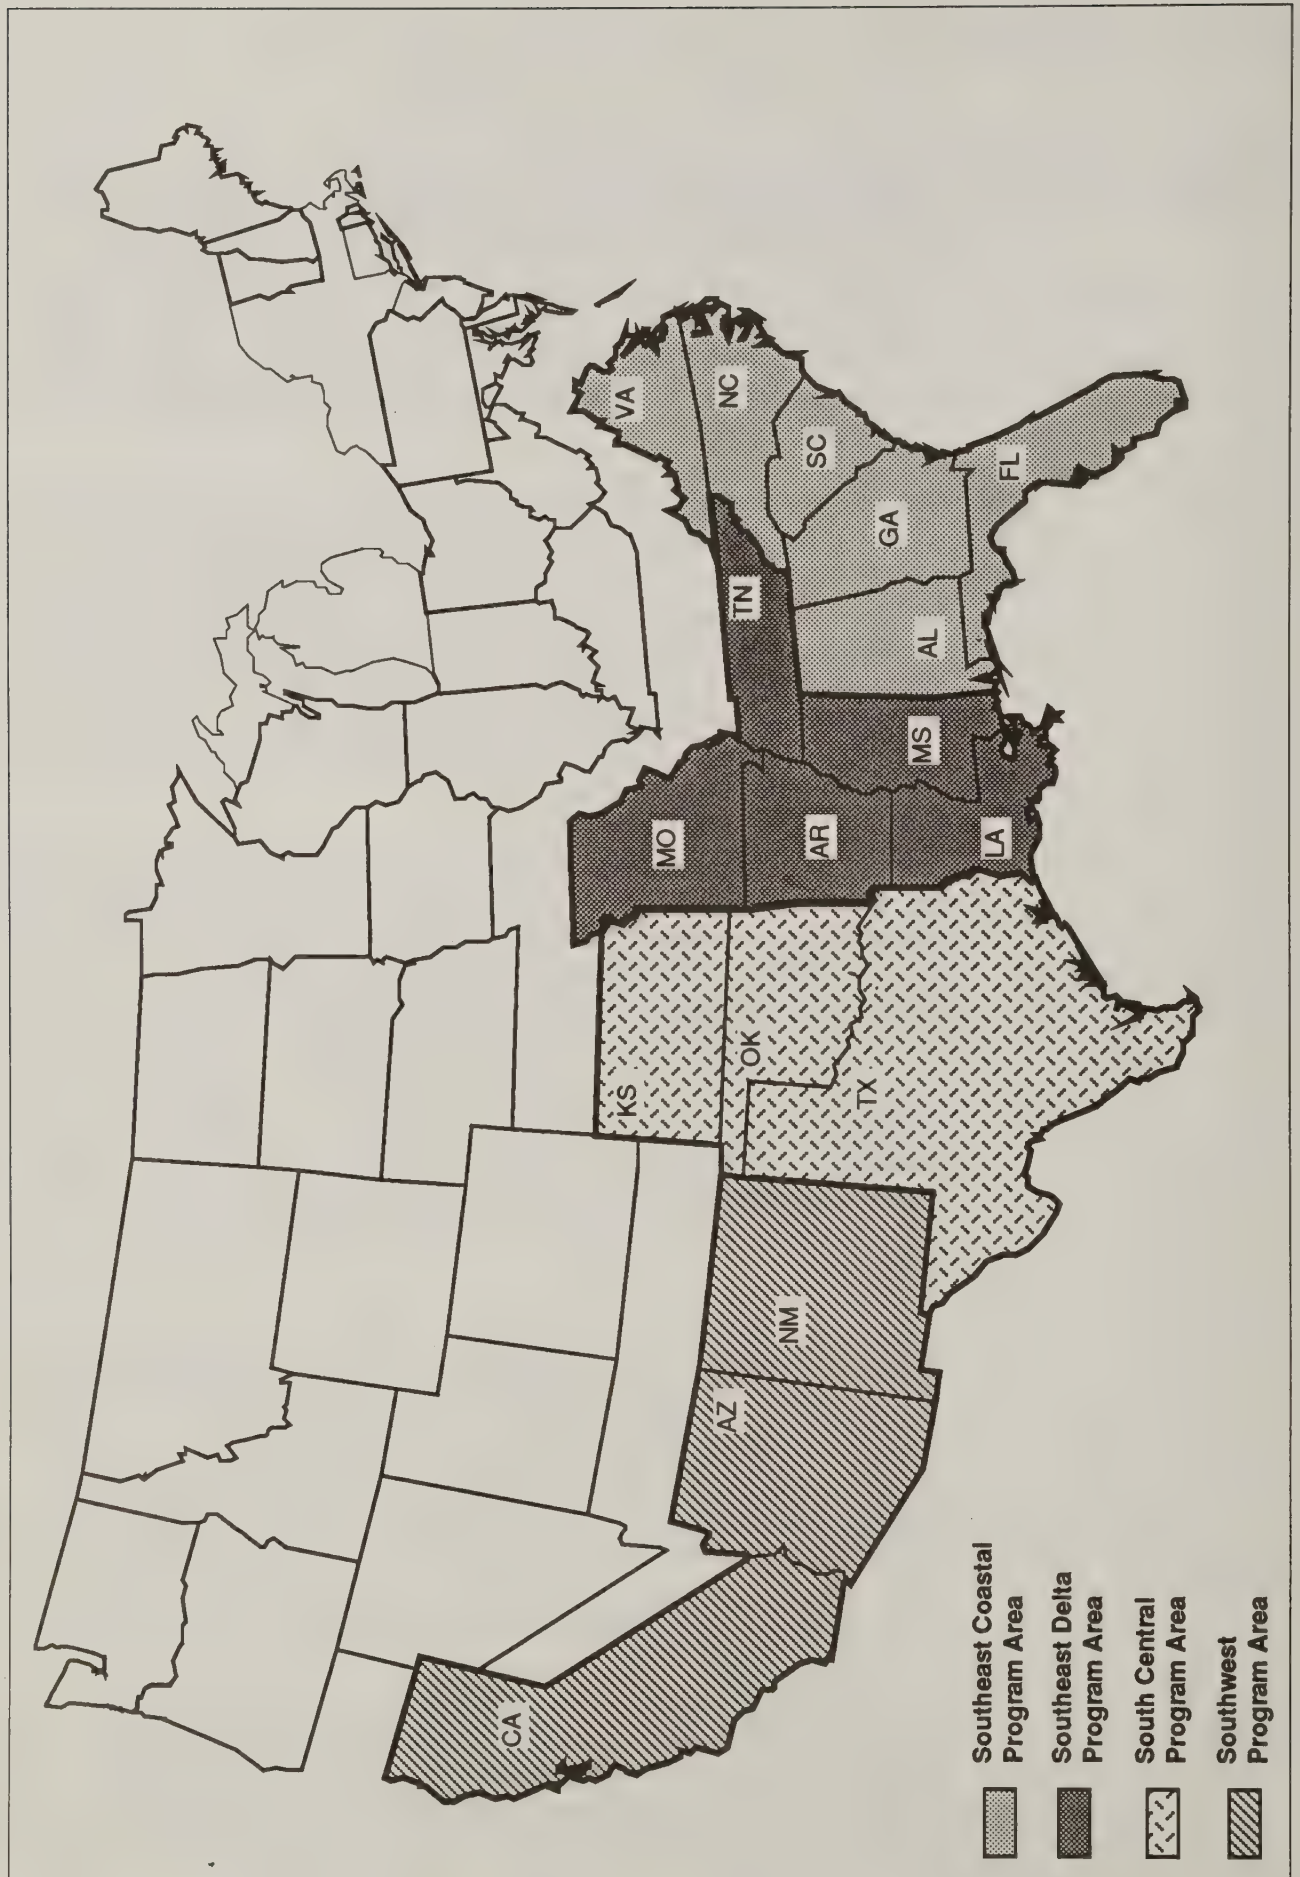 VA
NC
SC
GA
FL
TN
AL
MS
MO
AR
LA
KS
OK
TX
NM
AZ
CA
Southeast Coastal
Program Area
Southeast Delta
Program Area
South Central
Program Area
Southwest
Program Area